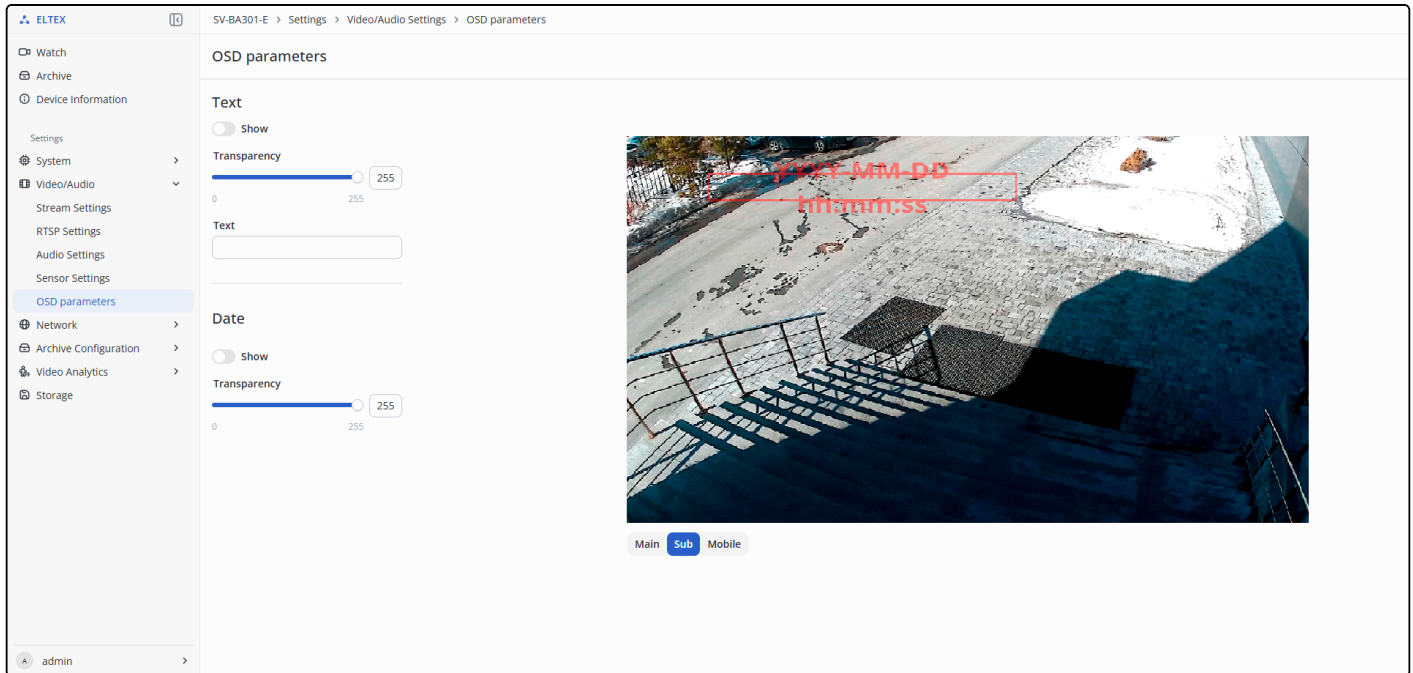 ELTEX
SV-BA301-E > Settings > Video/Audio Settings > OSD parameters
Watch
Archive
Device Information
Settings
System
Video/Audio
Stream Settings
RTSP Settings
Audio Settings
Sensor Settings
OSD parameters
Network
Archive Configuration
Video Analytics
Storage
A admin
OSD parameters
Text
Show
Transparency
255
0 255
Text
Date
Show
Transparency
255
0 255
YYYY-MM-DD
hh:mm:ss
Main Sub Mobile